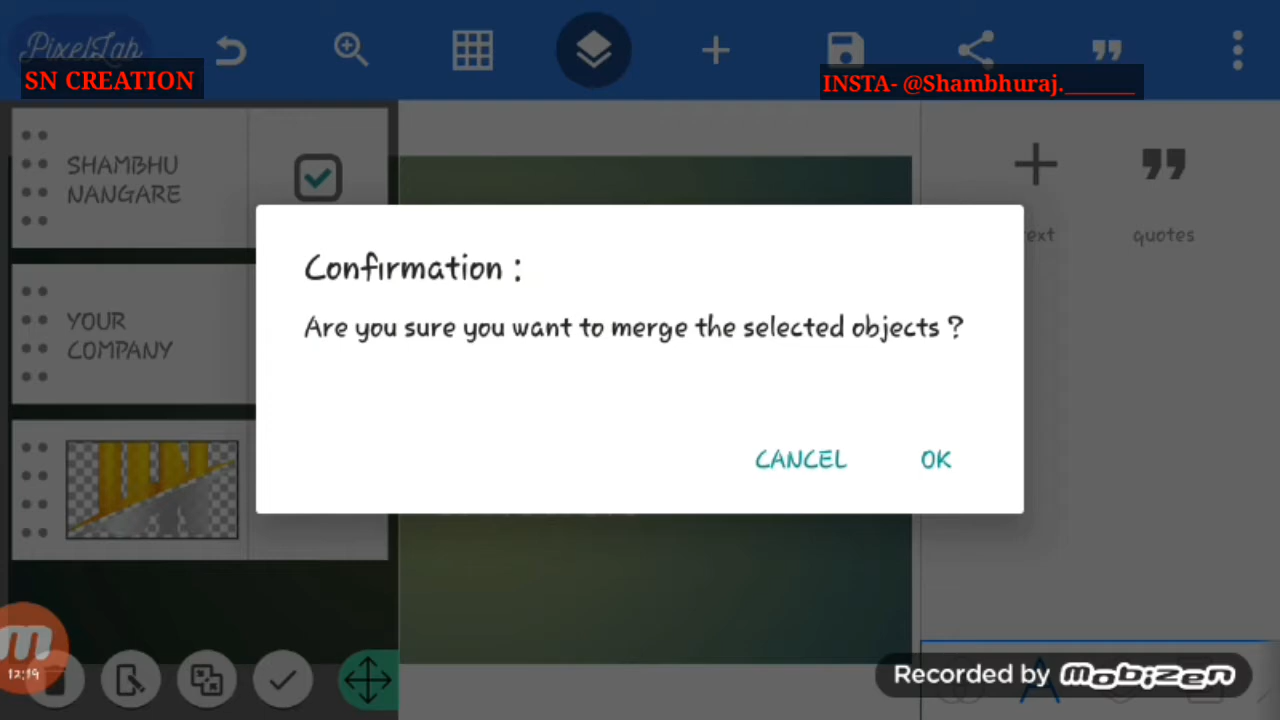 PixelLab
SN CREATION
INSTA- @Shambhuraj._______
SHAMBHU
NANGARE
quotes
Confirmation :
Are you sure you want to merge the selected objects ?
YOUR
COMPANY
CANCEL OK
12:19
Recorded by mobizen